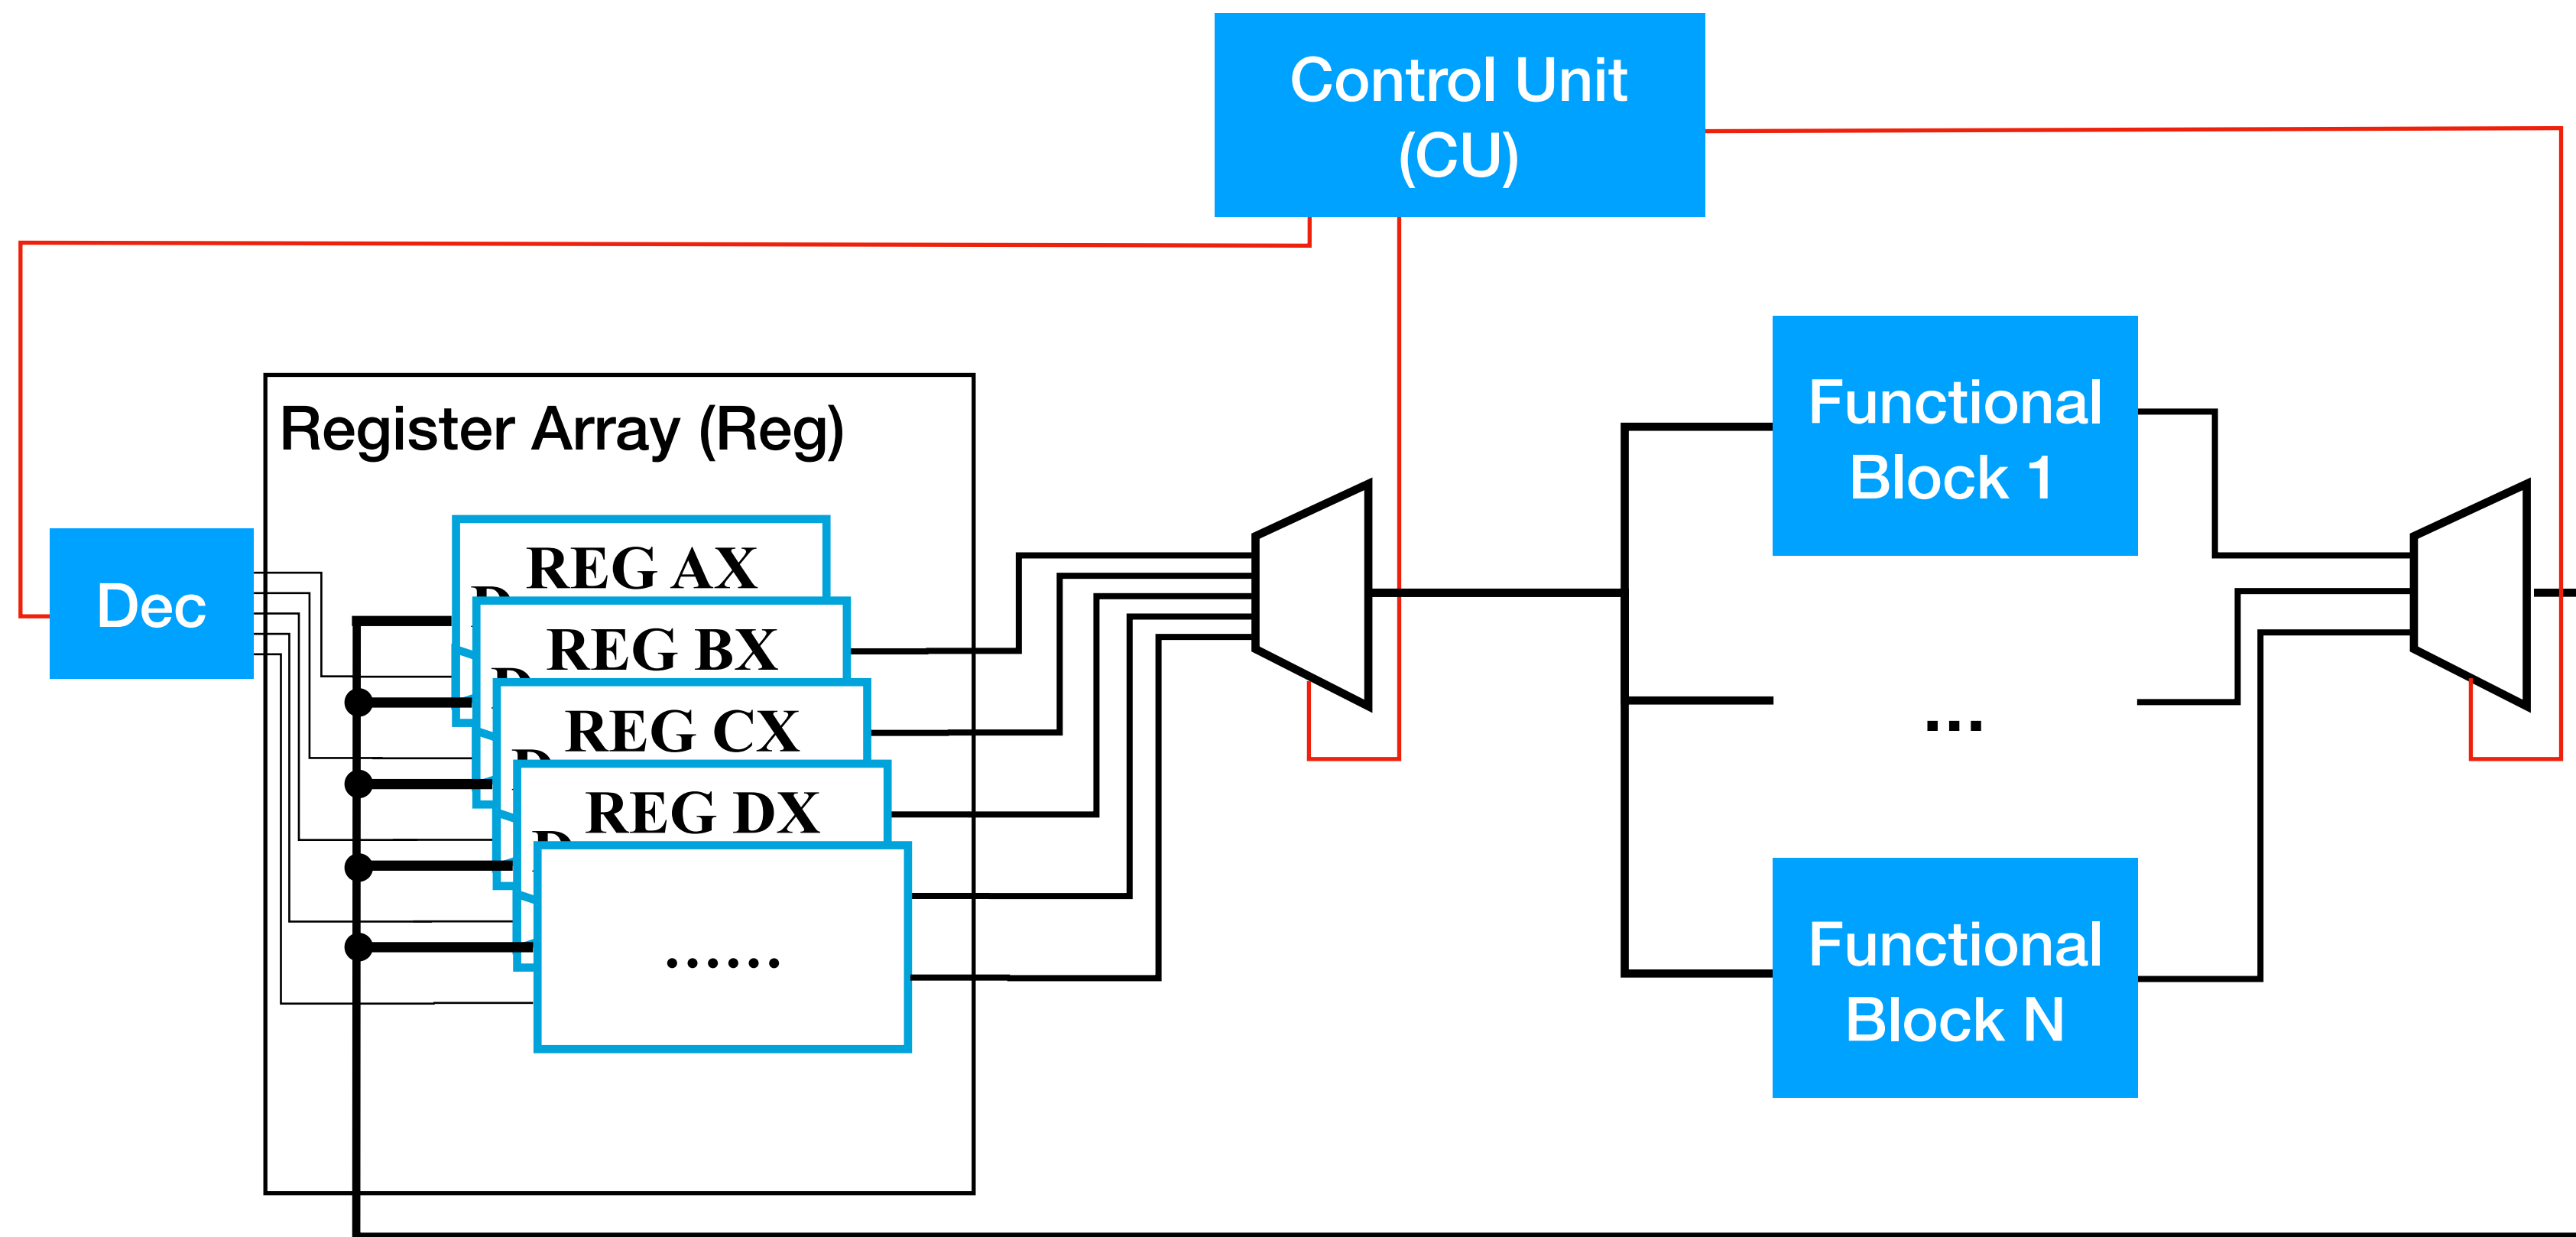 Control Unit
(CU)
Register Array (Reg)
Dec
REG AX
REG BX
REG CX
REG DX
......
Functional
Block 1
...
Functional
Block N